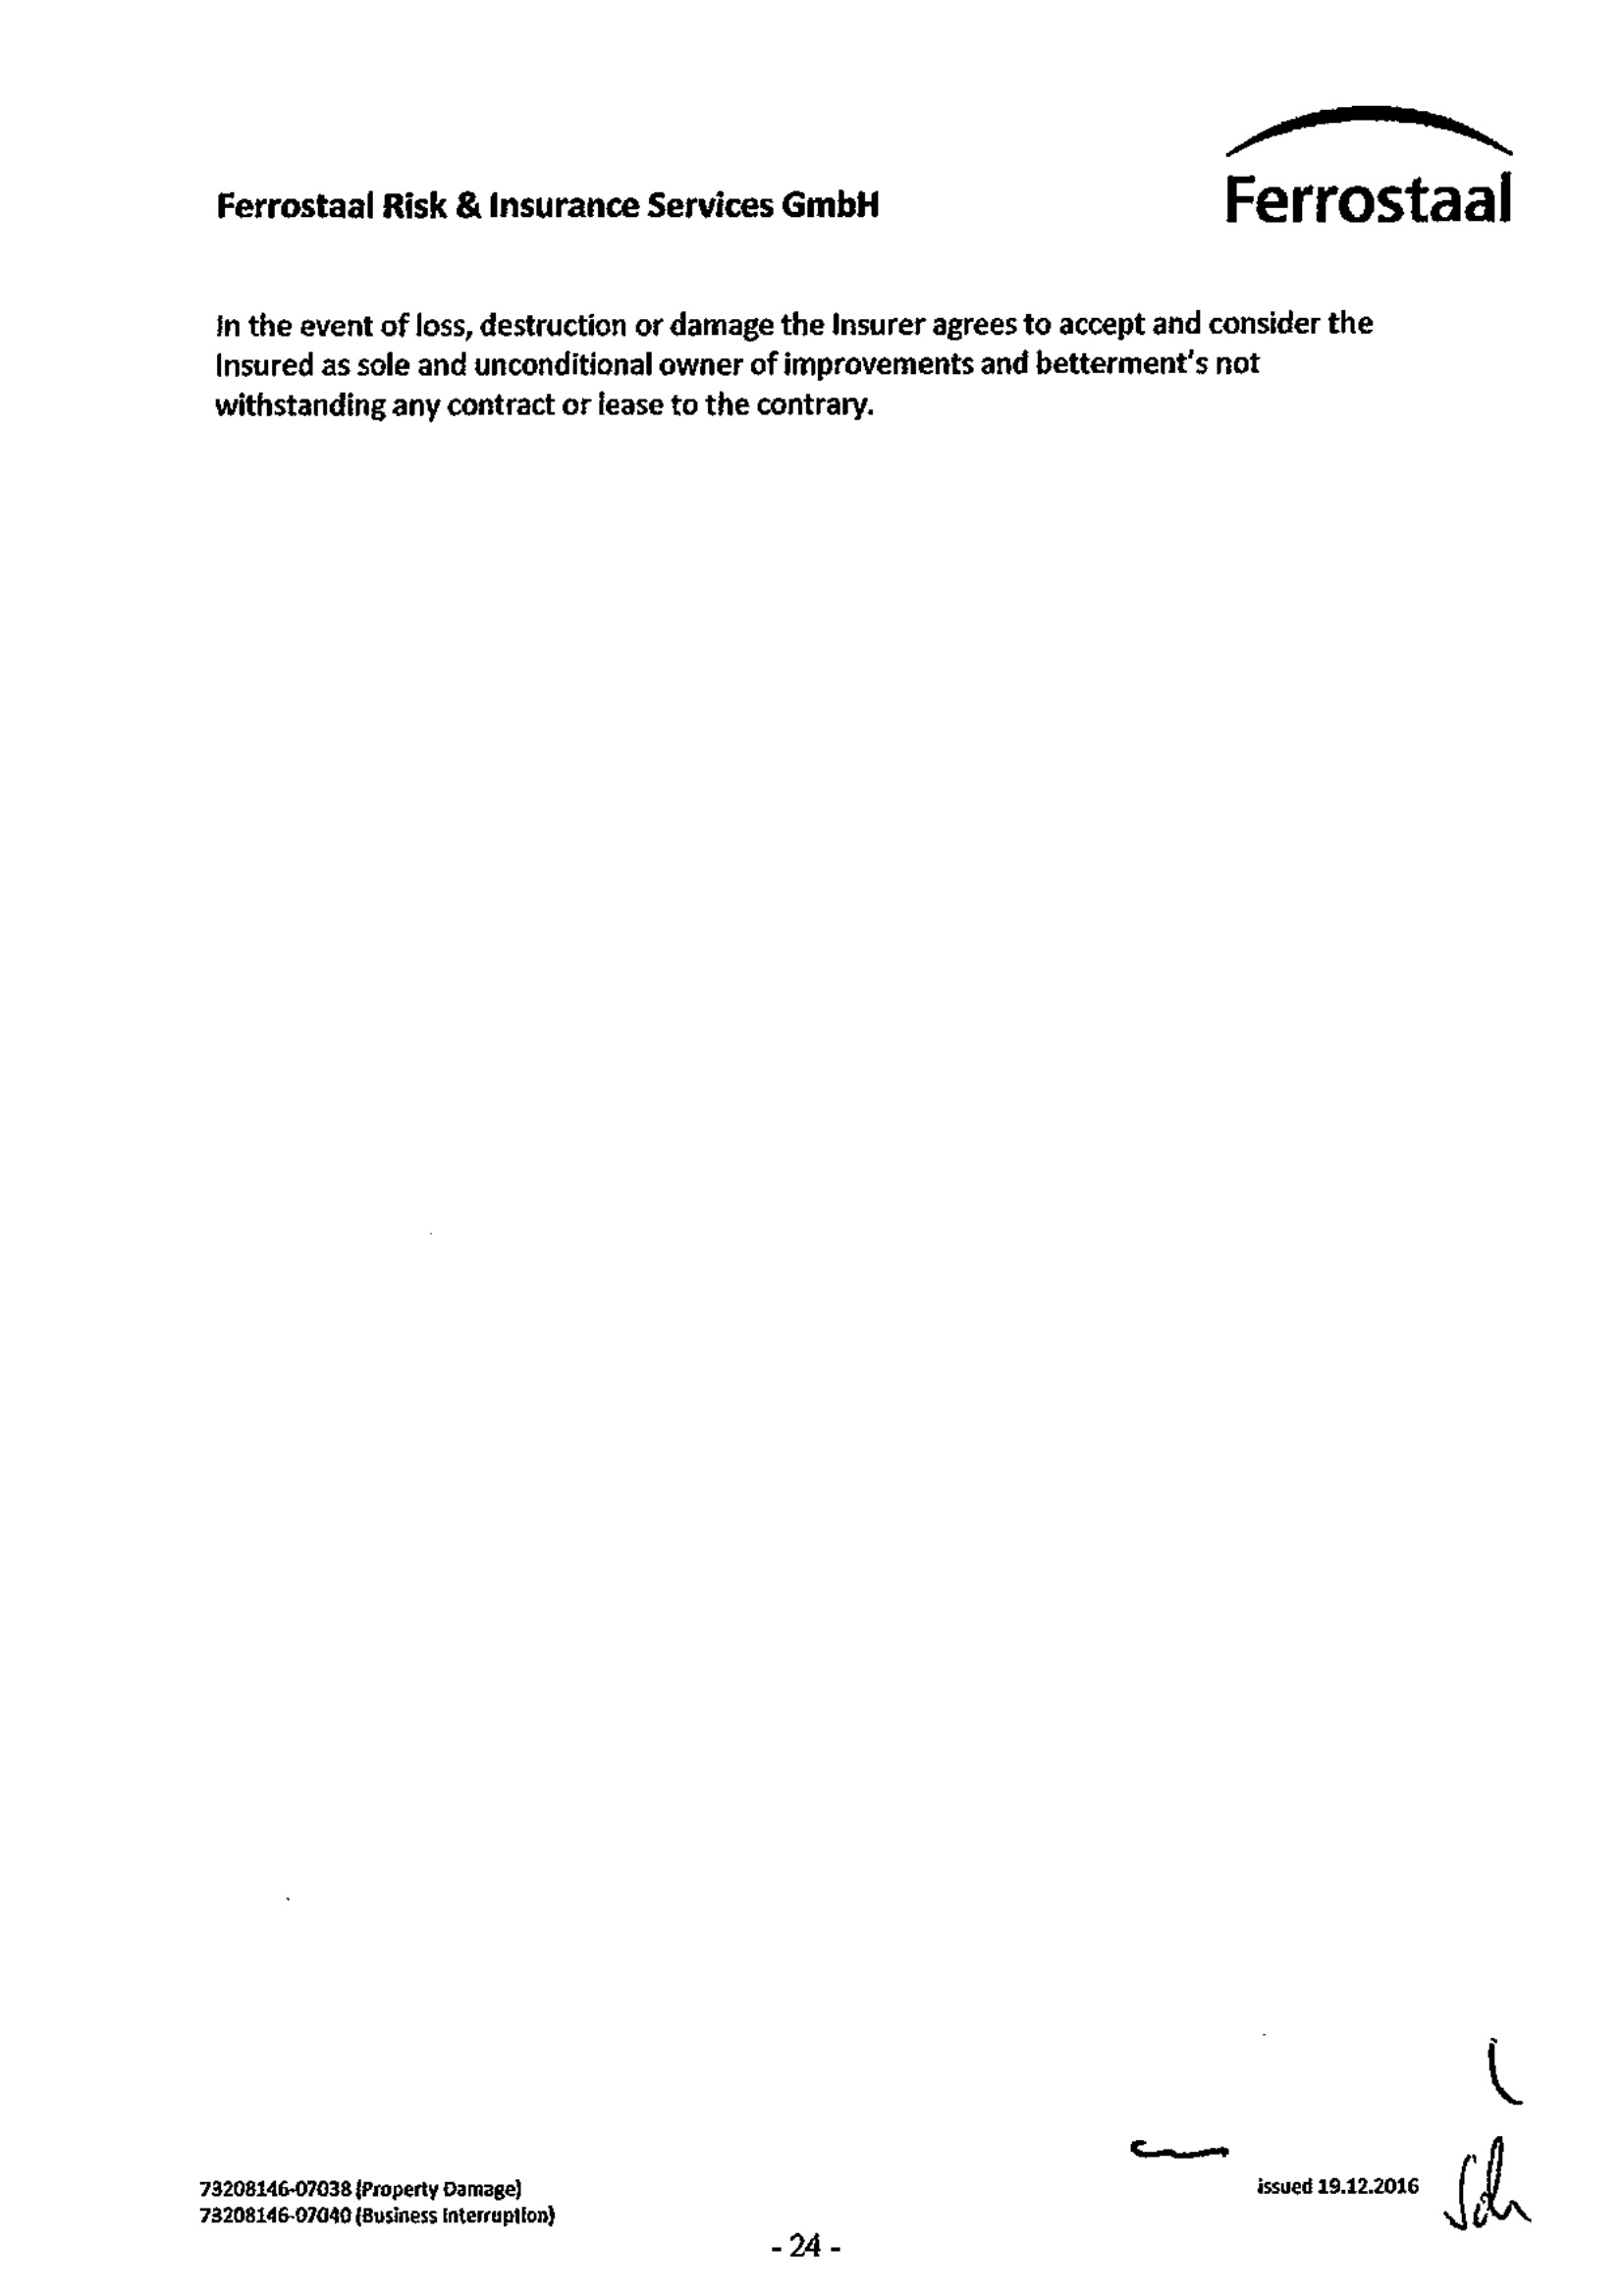 Ferrostaal Risk & Insurance Services GmbH
Ferrostaal
In the event of loss, destruction or damage the Insurer agrees to accept and consider the
Insured as sole and unconditional owner of improvements and betterment's not
withstanding any contract or lease to the contrary.
73208146-07038 (Property Damage)
73208146-07040 (Business Interruption)
issued 19.12.2016
- 24 -